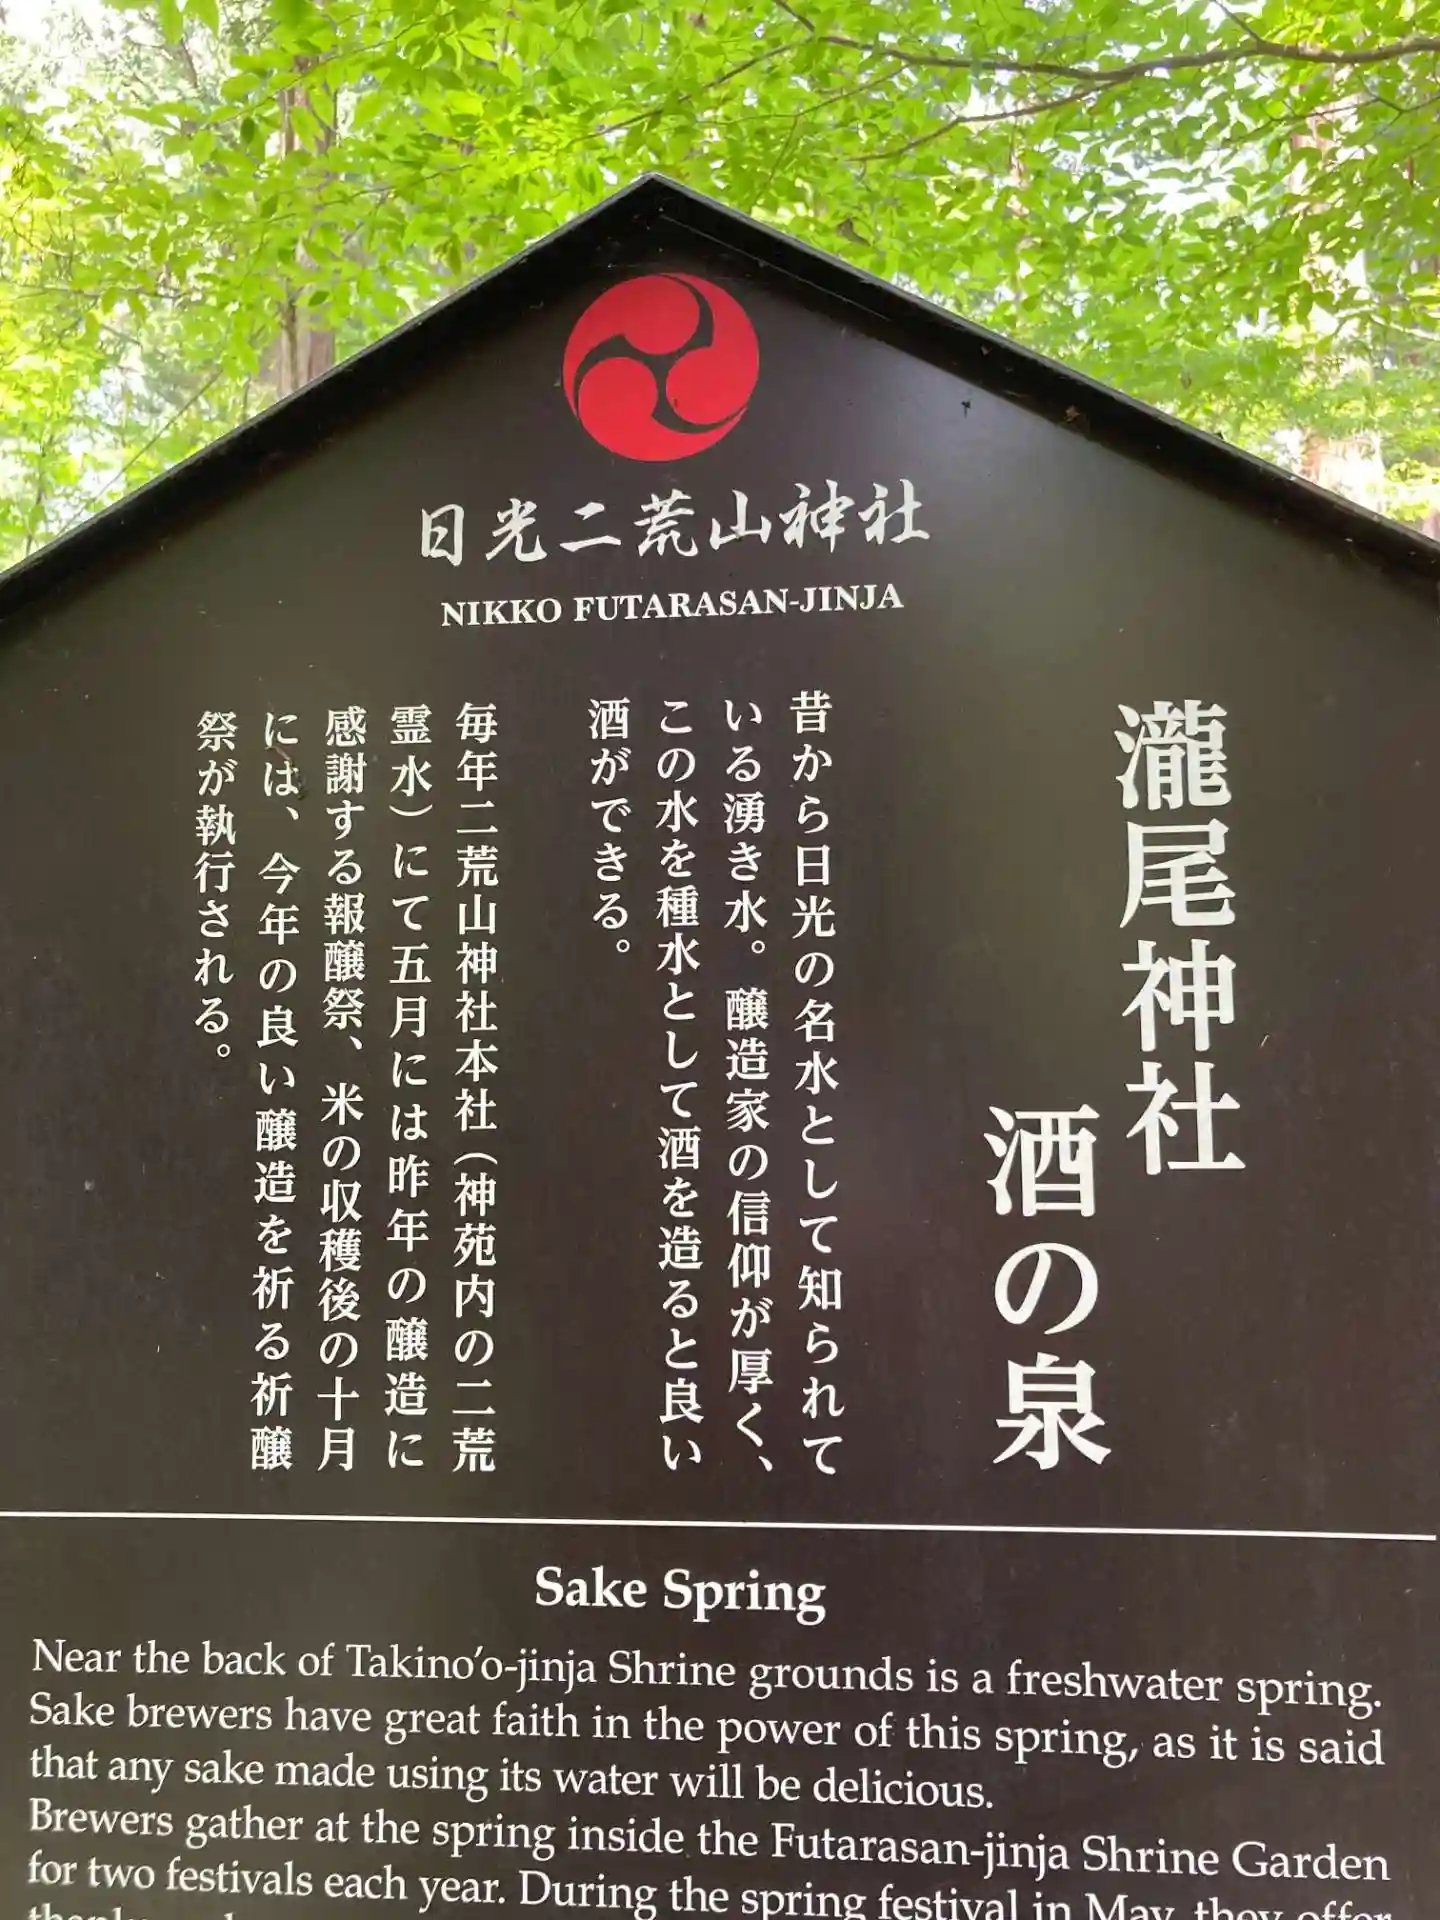 日光二荒山神社
NIKKO FUTARASAN-JINJA
瀧尾神社
酒の泉
昔から日光の名水として知られて
いる湧き水。醸造家の信仰が厚く、
この水を種水として酒を造ると良い
酒ができる。
毎年二荒山神社本社（神苑内の二荒
霊水）にて五月には昨年の醸造に
感謝する報醸祭、米の収穫後の十月
には、今年の良い醸造を祈る祈醸
祭が執行される。
Sake Spring
Near the back of Takino’o-jinja Shrine grounds is a freshwater spring.
Sake brewers have great faith in the power of this spring, as it is said
that any sake made using its water will be delicious.
Brewers gather at the spring inside the Futarasan-jinja Shrine Garden
for two festivals each year. During the spring festival in May, they offer